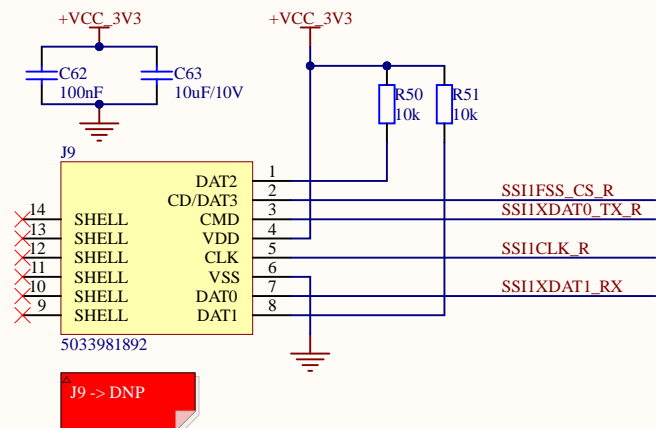 +VCC_3V3 +VCC_3V3
C62 C63
100nF 10uF/10V
R50 R51
10k 10k
J9
DAT2 1
CD/DAT3 2 SSI1FSS_CS_R
14 SHELL CMD 3 SSI1XDAT0_TX_R
13 SHELL VDD 4
12 SHELL CLK 5 SSI1CLK_R
11 SHELL VSS 6
10 SHELL DAT0 7 SSI1XDAT1_RX
9 SHELL DAT1 8
5033981892
J9 -> DNP